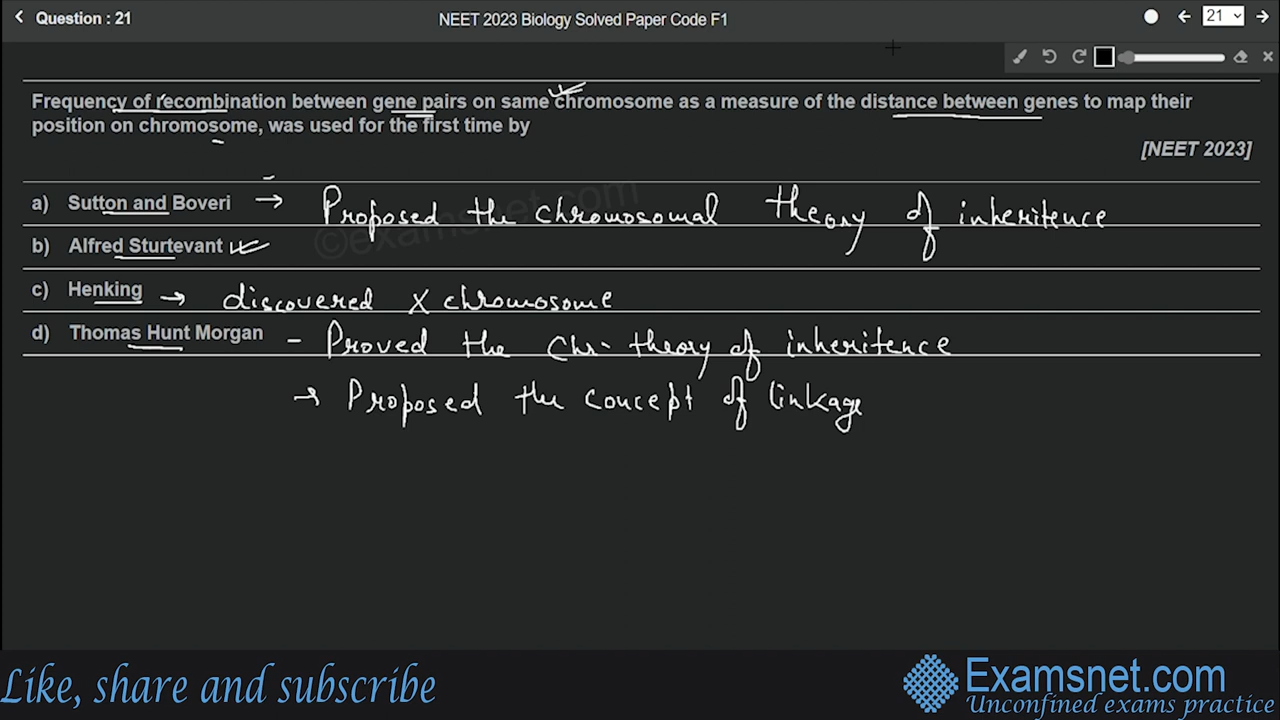 Question : 21
NEET 2023 Biology Solved Paper Code F1
21
Frequency of recombination between gene pairs on same chromosome as a measure of the distance between genes to map their
position on chromosome, was used for the first time by
[NEET 2023]
a) Sutton and Boveri → Proposed the chromosomal theory of inheritence
©examsnet.com
b) Alfred Sturtevant
c) Henking → discovered X chromosome
d) Thomas Hunt Morgan - Proved the Chr- theory of inheritence
→ Proposed the concept of linkage
Like, share and subscribe
Examsnet.com
Unconfined exams practice